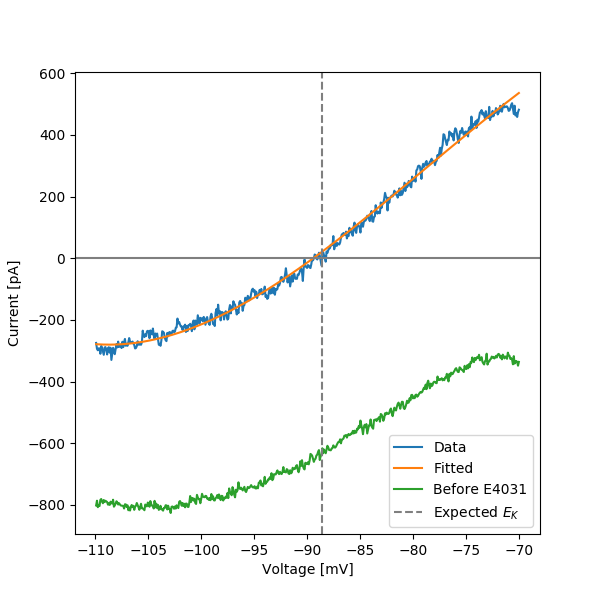 600
400
200
0
−200
−400
−600
−800
Current [pA]
−110 −105 −100 −95 −90 −85 −80 −75 −70
Voltage [mV]
Data
Fitted
Before E4031
Expected E_K